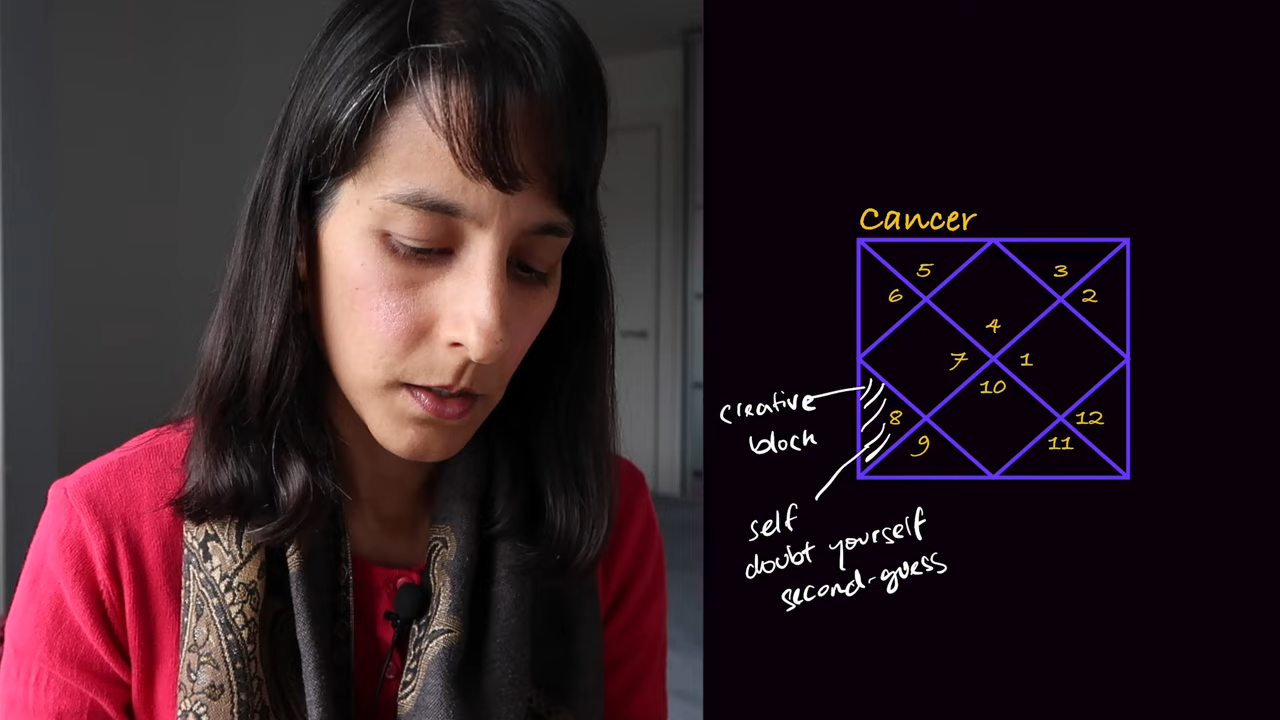 Cancer
5 3
6 2
4
7 1
10
creative
block
8 12
9 11
self
doubt yourself
second-guess